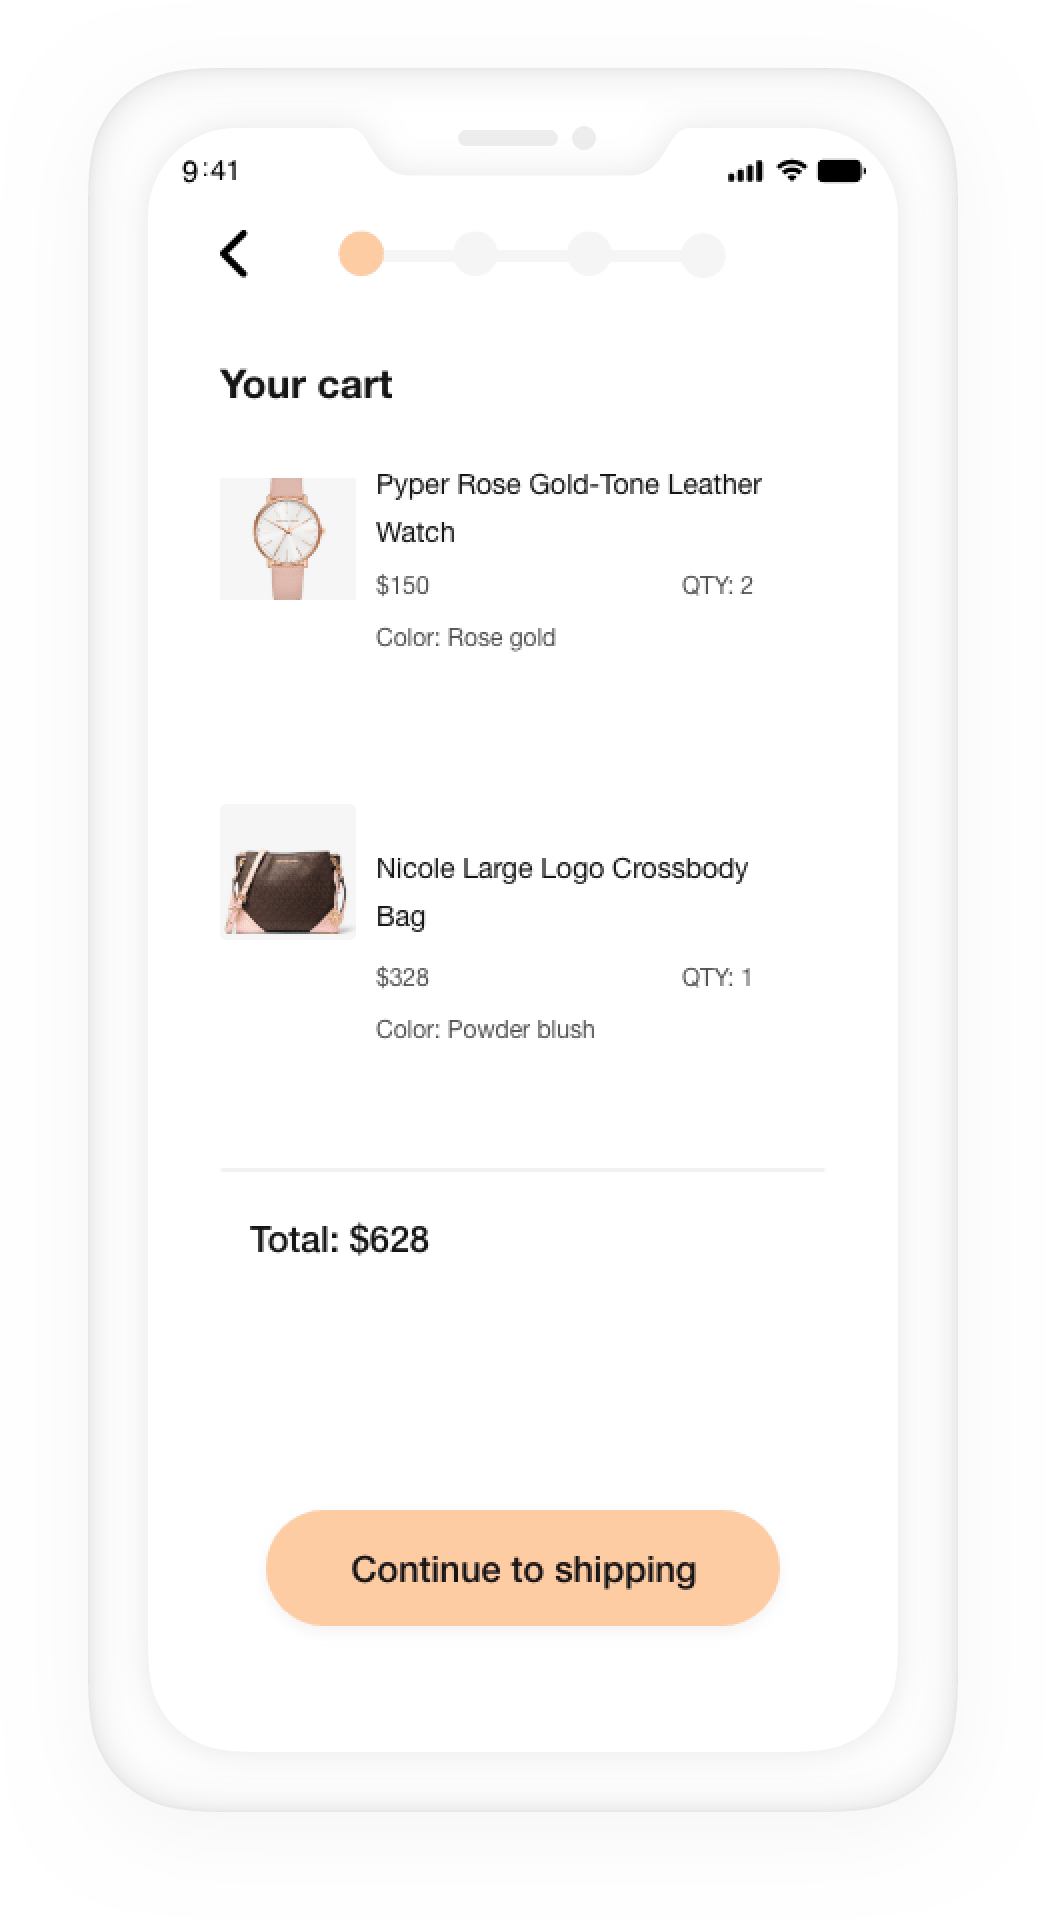 9:41
Your cart
Pyper Rose Gold-Tone Leather
Watch
$150 QTY: 2
Color: Rose gold
Nicole Large Logo Crossbody
Bag
$328 QTY: 1
Color: Powder blush
Total: $628
Continue to shipping